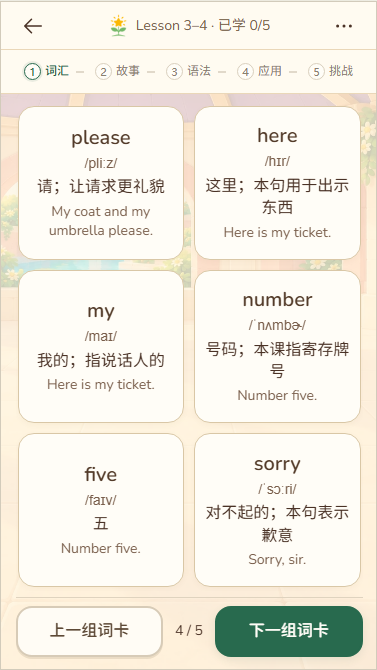 Lesson 3–4 · 已学 0/5
1 词汇 – 2 故事 – 3 语法 – 4 应用 – 5 挑战
please
/pliːz/
请；让请求更礼貌
My coat and my
umbrella please.
here
/hɪr/
这里；本句用于出示
东西
Here is my ticket.
my
/maɪ/
我的；指说话人的
Here is my ticket.
number
/ˈnʌmbɚ/
号码；本课指寄存牌
号
Number five.
five
/faɪv/
五
Number five.
sorry
/ˈsɔːri/
对不起的；本句表示
歉意
Sorry, sir.
上一组词卡
4 / 5
下一组词卡